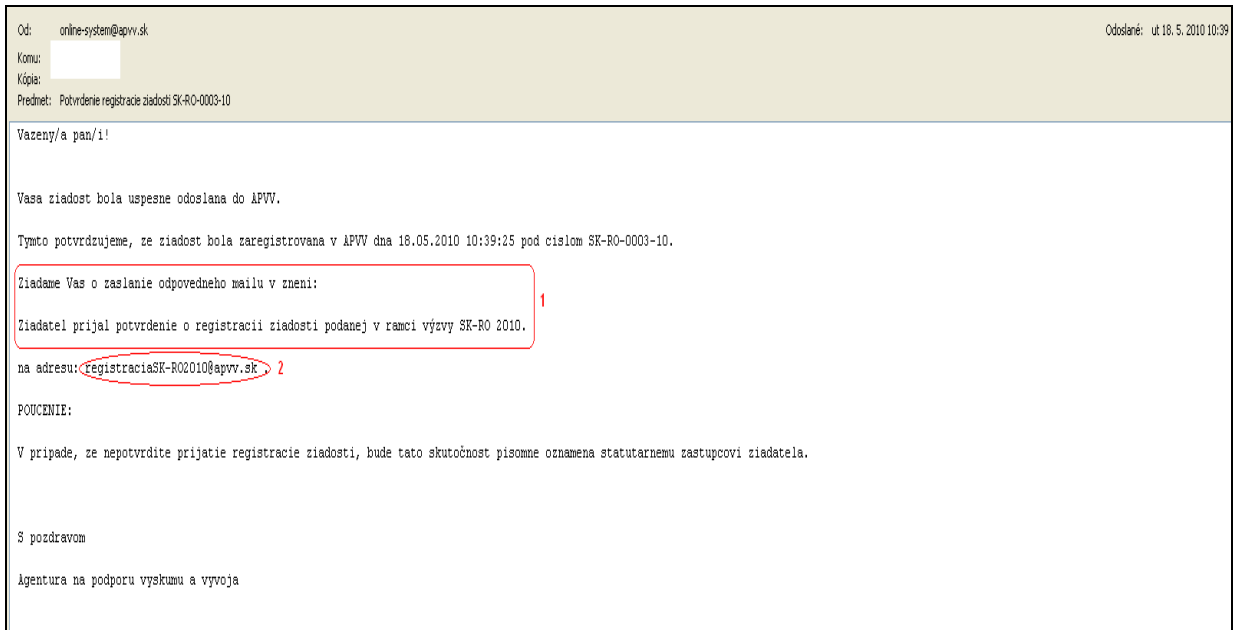 Od: online-system@apvv.sk Odoslané: ut 18. 5. 2010 10:39
Komu:
Kópia:
Predmet: Potvrdenie registracie ziadosti SK-RO-0003-10
Vazeny/a pan/i!
Vasa ziadost bola uspesne odoslana do APVV.
Tymto potvrdzujeme, ze ziadost bola zaregistrovana v APVV dna 18.05.2010 10:39:25 pod cislom SK-RO-0003-10.
Ziadame Vas o zaslanie odpovedneho mailu v zneni:
1
Ziadatel prijal potvrdenie o registracii ziadosti podanej v ramci výzvy SK-RO 2010.
na adresu: registraciaSK-RO2010@apvv.sk . 2
POUCENIE:
V pripade, ze nepotvrdite prijatie registracie ziadosti, bude tato skutočnost pisomne oznamena statutarnemu zastupcovi ziadatela.
S pozdravom
Agentura na podporu vyskumu a vyvoja